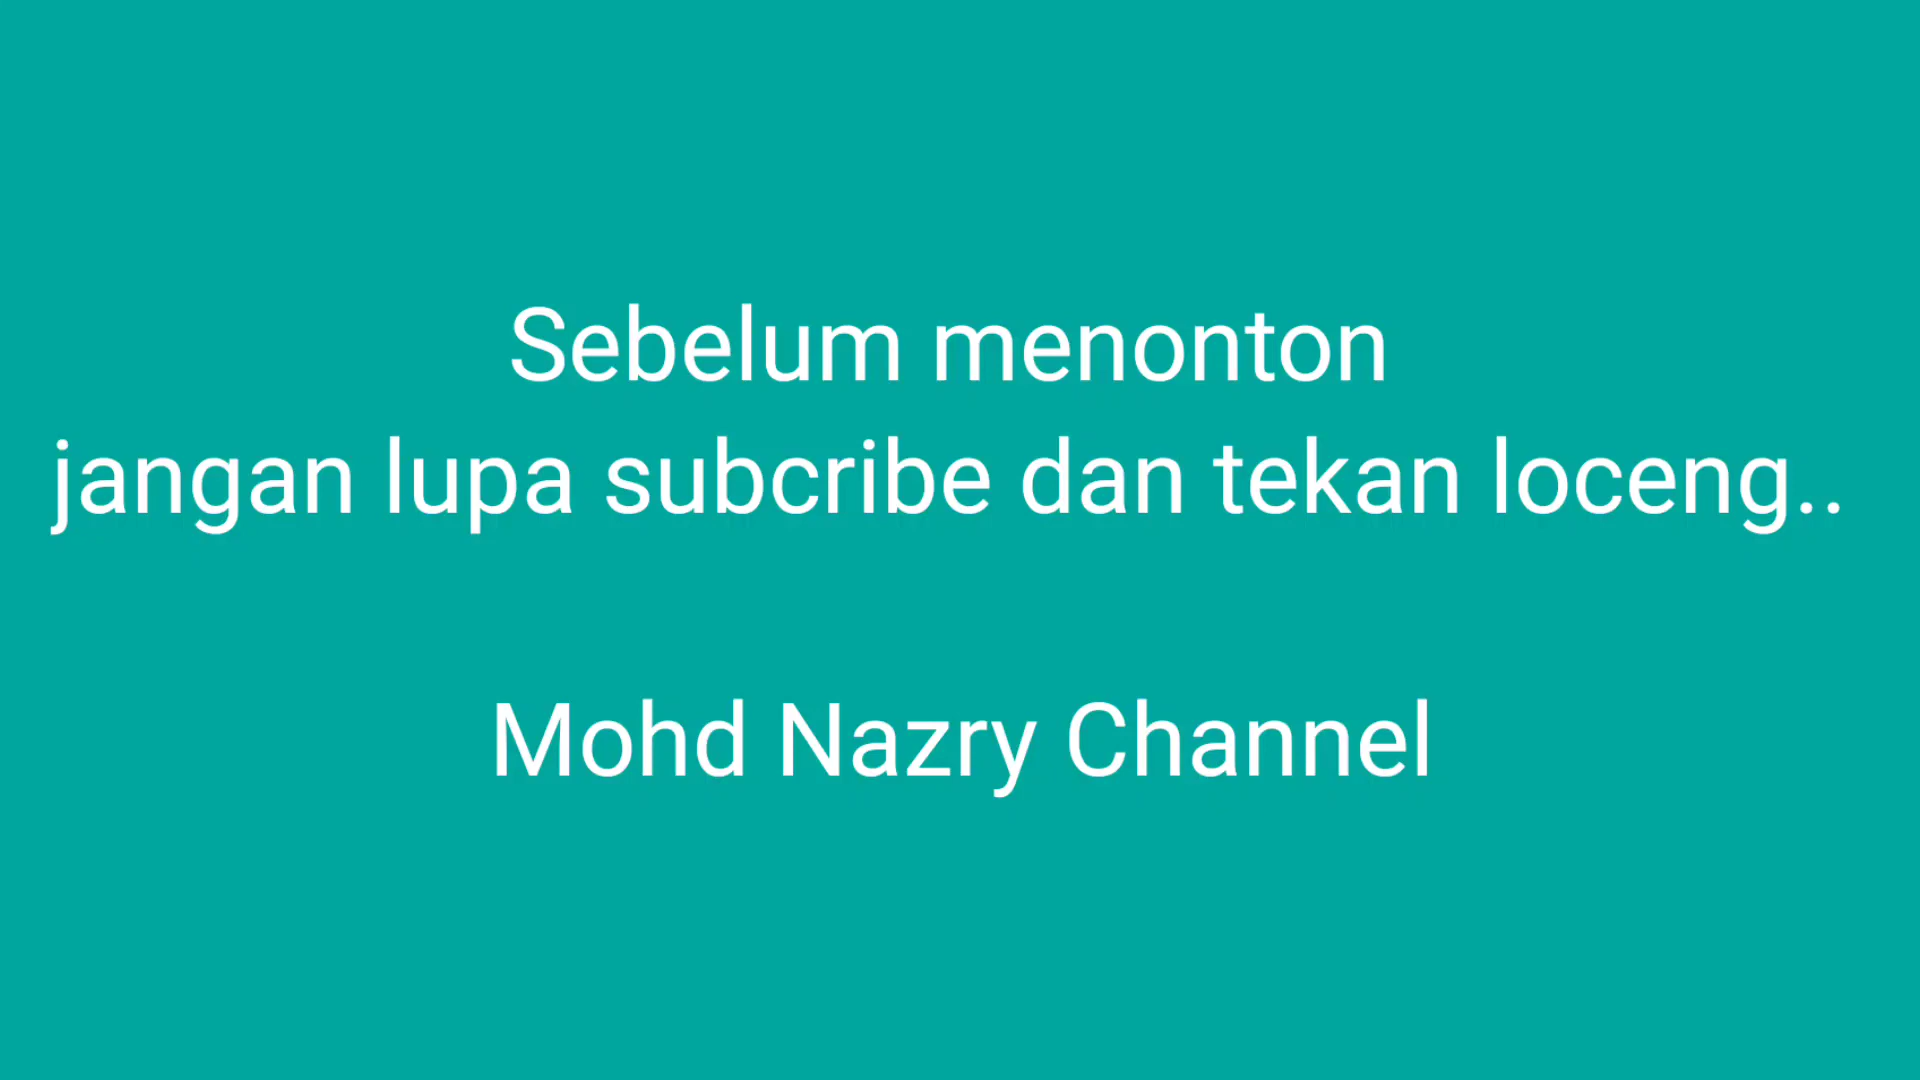 Sebelum menonton
jangan lupa subcribe dan tekan loceng..
Mohd Nazry Channel